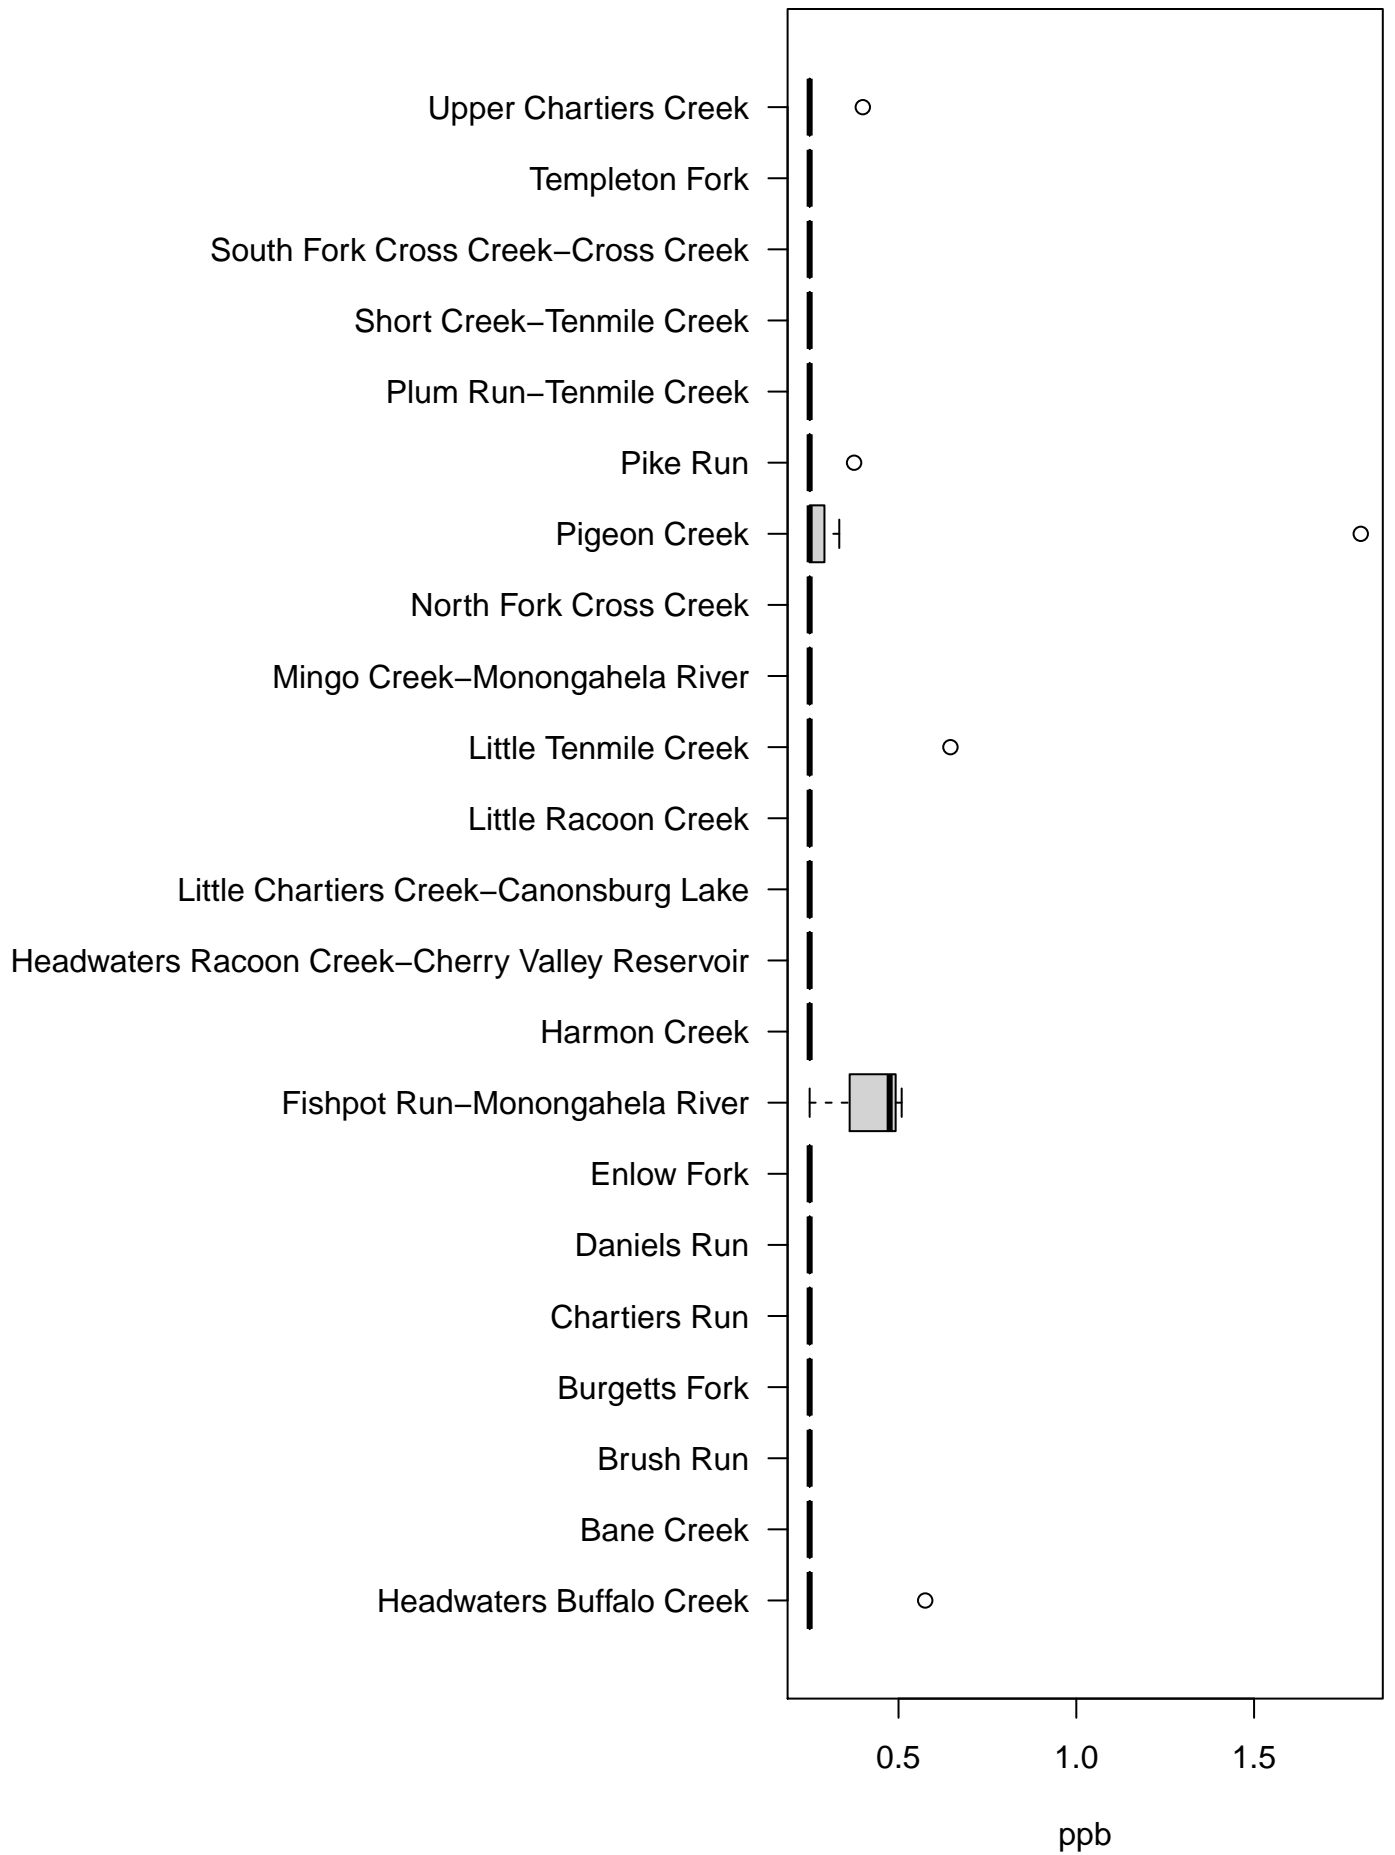 Upper Chartiers Creek
Templeton Fork
South Fork Cross Creek−Cross Creek
Short Creek−Tenmile Creek
Plum Run−Tenmile Creek
Pike Run
Pigeon Creek
North Fork Cross Creek
Mingo Creek−Monongahela River
Little Tenmile Creek
Little Racoon Creek
Little Chartiers Creek−Canonsburg Lake
Headwaters Racoon Creek−Cherry Valley Reservoir
Harmon Creek
Fishpot Run−Monongahela River
Enlow Fork
Daniels Run
Chartiers Run
Burgetts Fork
Brush Run
Bane Creek
Headwaters Buffalo Creek
0.5 1.0 1.5
ppb